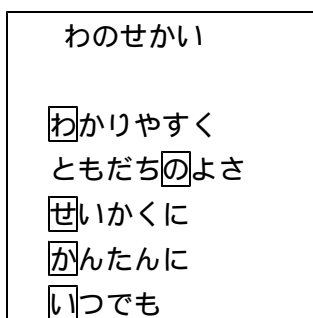 わのせかい
わかりやすく
ともだちのよさ
せいかくに
かんたんに
いつでも